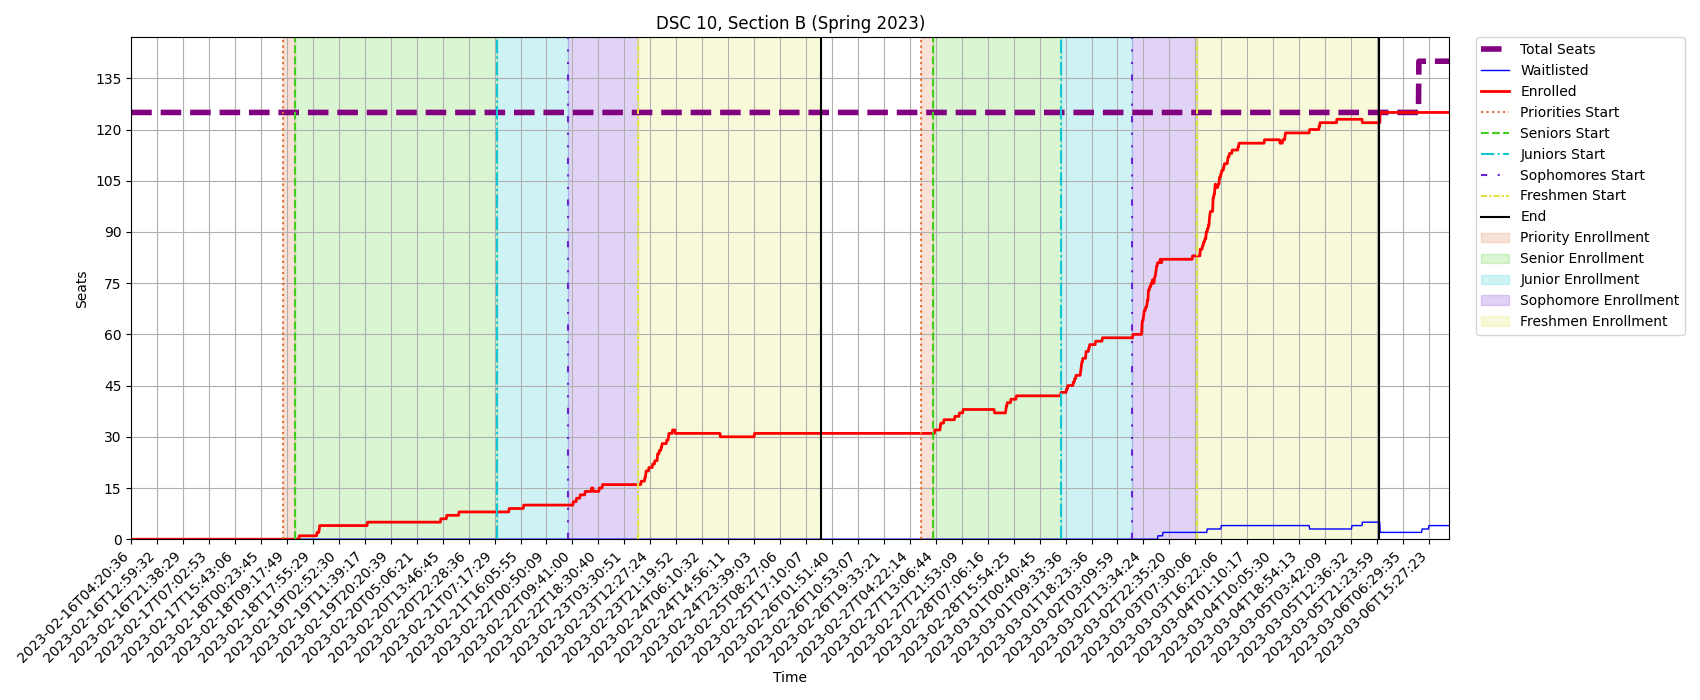 DSC 10, Section B (Spring 2023)
Seats
135
120
105
90
75
60
45
30
15
0
2023-02-16T04:20:36
2023-02-16T12:59:32
2023-02-16T21:38:29
2023-02-17T07:02:53
2023-02-17T15:43:06
2023-02-18T00:23:45
2023-02-18T09:17:49
2023-02-18T17:55:29
2023-02-19T02:52:30
2023-02-19T11:39:17
2023-02-19T20:20:39
2023-02-20T05:06:21
2023-02-20T13:46:45
2023-02-20T22:28:36
2023-02-21T07:17:29
2023-02-21T16:05:55
2023-02-22T00:50:09
2023-02-22T09:41:00
2023-02-22T18:30:40
2023-02-23T03:30:51
2023-02-23T12:27:24
2023-02-23T21:19:52
2023-02-24T06:10:32
2023-02-24T14:56:11
2023-02-24T23:39:03
2023-02-25T08:27:06
2023-02-25T17:10:07
2023-02-26T01:51:40
2023-02-26T10:53:07
2023-02-26T19:33:21
2023-02-27T04:22:14
2023-02-27T13:06:44
2023-02-27T21:53:09
2023-02-28T07:06:16
2023-02-28T15:54:25
2023-03-01T00:40:45
2023-03-01T09:33:36
2023-03-01T18:23:36
2023-03-02T03:09:59
2023-03-02T13:34:24
2023-03-02T22:35:20
2023-03-03T07:30:06
2023-03-03T16:22:06
2023-03-04T01:10:17
2023-03-04T10:05:30
2023-03-04T18:54:13
2023-03-05T03:42:09
2023-03-05T12:36:32
2023-03-05T21:23:59
2023-03-06T06:29:35
2023-03-06T15:27:23
Time
Total Seats
Waitlisted
Enrolled
Priorities Start
Seniors Start
Juniors Start
Sophomores Start
Freshmen Start
End
Priority Enrollment
Senior Enrollment
Junior Enrollment
Sophomore Enrollment
Freshmen Enrollment